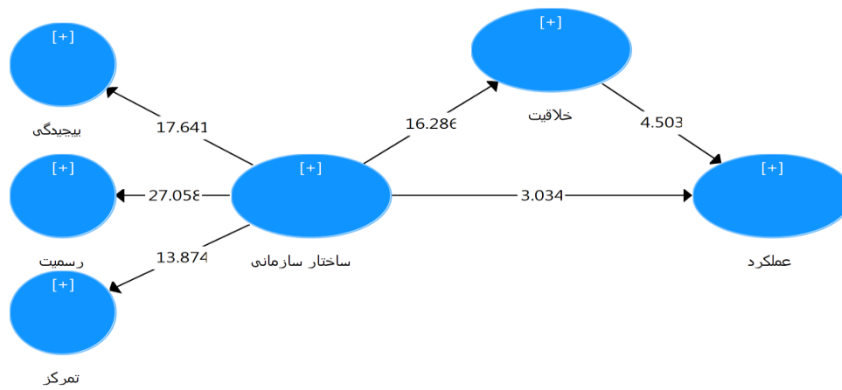 [+]
پیچیدگی
[+]
خلاقیت
17.641
16.286
4.503
[+]
رسمیت
27.058
[+]
ساختار سازمانی
3.034
[+]
عملکرد
13.874
[+]
تمرکز